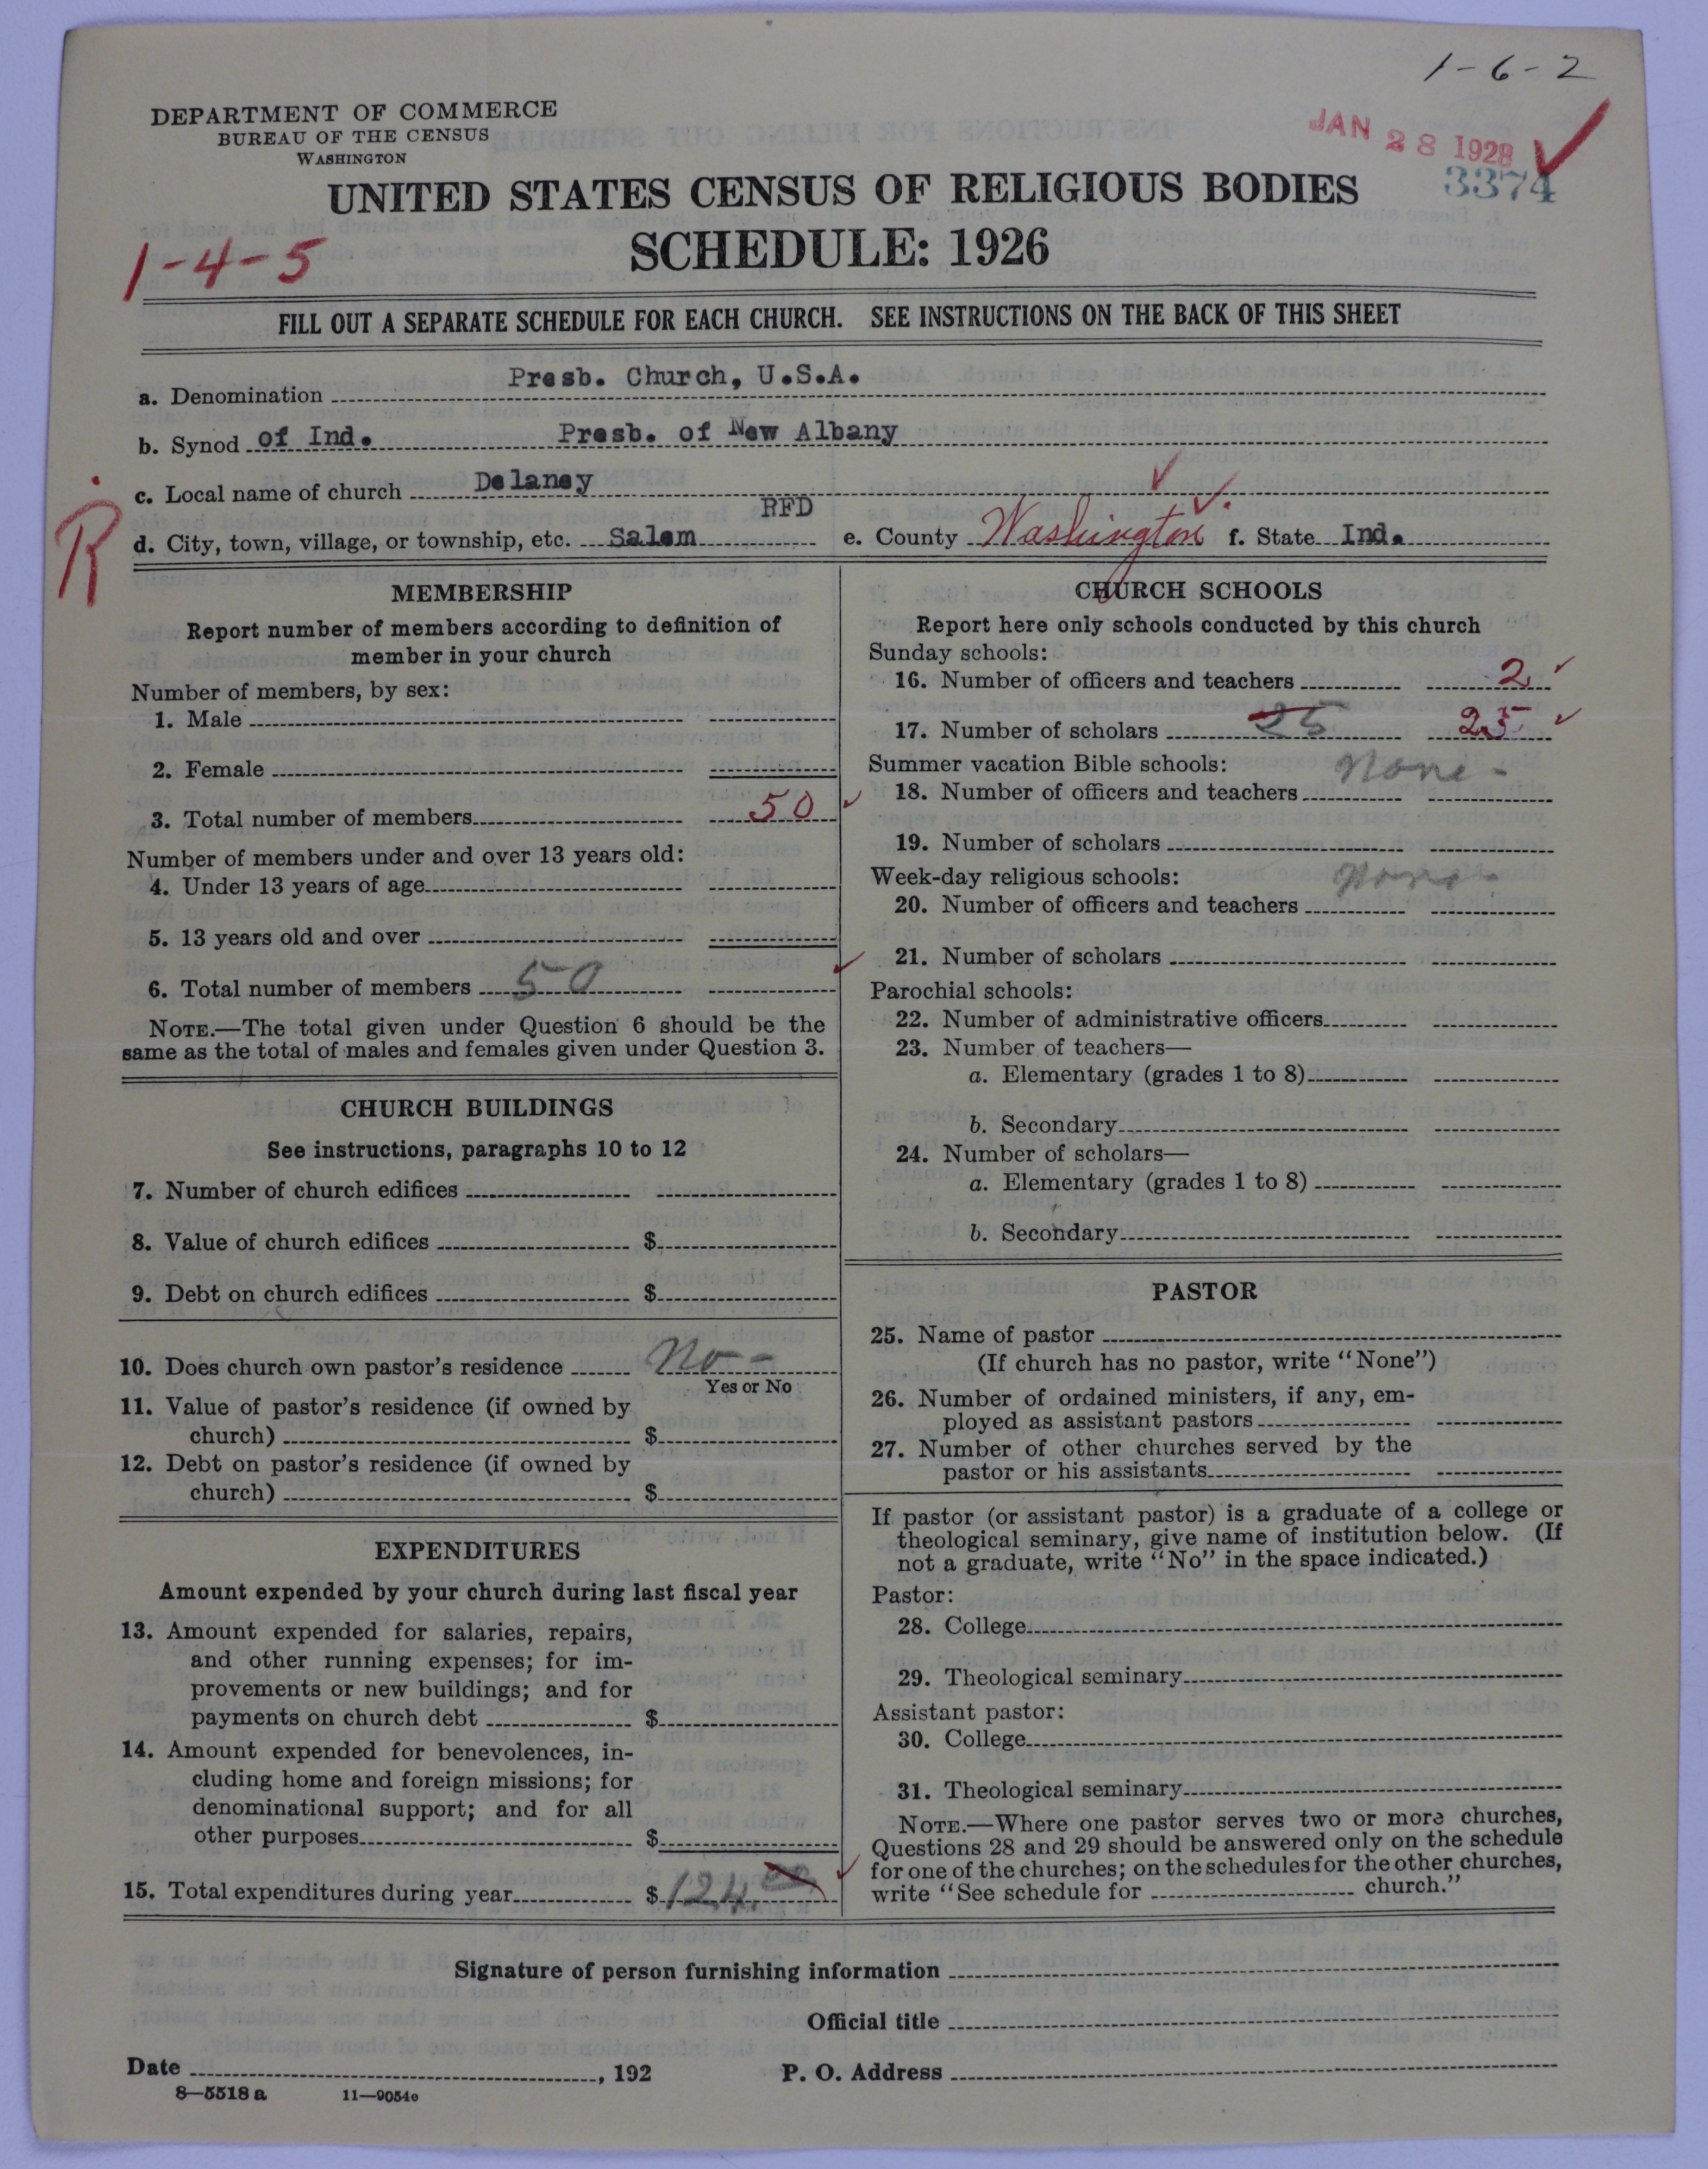 1-6-2
DEPARTMENT OF COMMERCE
BUREAU OF THE CENSUS
WASHINGTON
JAN 28 1928
3374
UNITED STATES CENSUS OF RELIGIOUS BODIES
SCHEDULE: 1926
1-4-5
FILL OUT A SEPARATE SCHEDULE FOR EACH CHURCH. SEE INSTRUCTIONS ON THE BACK OF THIS SHEET
a. Denomination Presb. Church, U.S.A.
b. Synod of Ind. Presb. of New Albany
c. Local name of church Delaney
R
d. City, town, village, or township, etc. Salem RFD e. County Washington f. State Ind.
MEMBERSHIP
Report number of members according to definition of
member in your church
Number of members, by sex:
1. Male
2. Female
3. Total number of members 50
Number of members under and over 13 years old:
4. Under 13 years of age
5. 13 years old and over
6. Total number of members 50
NOTE.—The total given under Question 6 should be the
same as the total of males and females given under Question 3.
CHURCH BUILDINGS
See instructions, paragraphs 10 to 12
7. Number of church edifices
8. Value of church edifices $
9. Debt on church edifices $
10. Does church own pastor's residence No -
Yes or No
11. Value of pastor's residence (if owned by
church) $
12. Debt on pastor's residence (if owned by
church) $
EXPENDITURES
Amount expended by your church during last fiscal year
13. Amount expended for salaries, repairs,
and other running expenses; for im-
provements or new buildings; and for
payments on church debt $
14. Amount expended for benevolences, in-
cluding home and foreign missions; for
denominational support; and for all
other purposes $
15. Total expenditures during year $ 124.00
CHURCH SCHOOLS
Report here only schools conducted by this church
Sunday schools:
16. Number of officers and teachers 2
17. Number of scholars 25 25
Summer vacation Bible schools: None -
18. Number of officers and teachers
19. Number of scholars
Week-day religious schools: None -
20. Number of officers and teachers
21. Number of scholars
Parochial schools:
22. Number of administrative officers
23. Number of teachers—
a. Elementary (grades 1 to 8)
b. Secondary
24. Number of scholars—
a. Elementary (grades 1 to 8)
b. Secondary
PASTOR
25. Name of pastor
(If church has no pastor, write "None")
26. Number of ordained ministers, if any, em-
ployed as assistant pastors
27. Number of other churches served by the
pastor or his assistants
If pastor (or assistant pastor) is a graduate of a college or
theological seminary, give name of institution below. (If
not a graduate, write "No" in the space indicated.)
Pastor:
28. College
29. Theological seminary
Assistant pastor:
30. College
31. Theological seminary
NOTE.—Where one pastor serves two or more churches,
Questions 28 and 29 should be answered only on the schedule
for one of the churches; on the schedules for the other churches,
write "See schedule for church."
Signature of person furnishing information
Official title
Date , 192 P. O. Address
8—5518 a 11—9054e